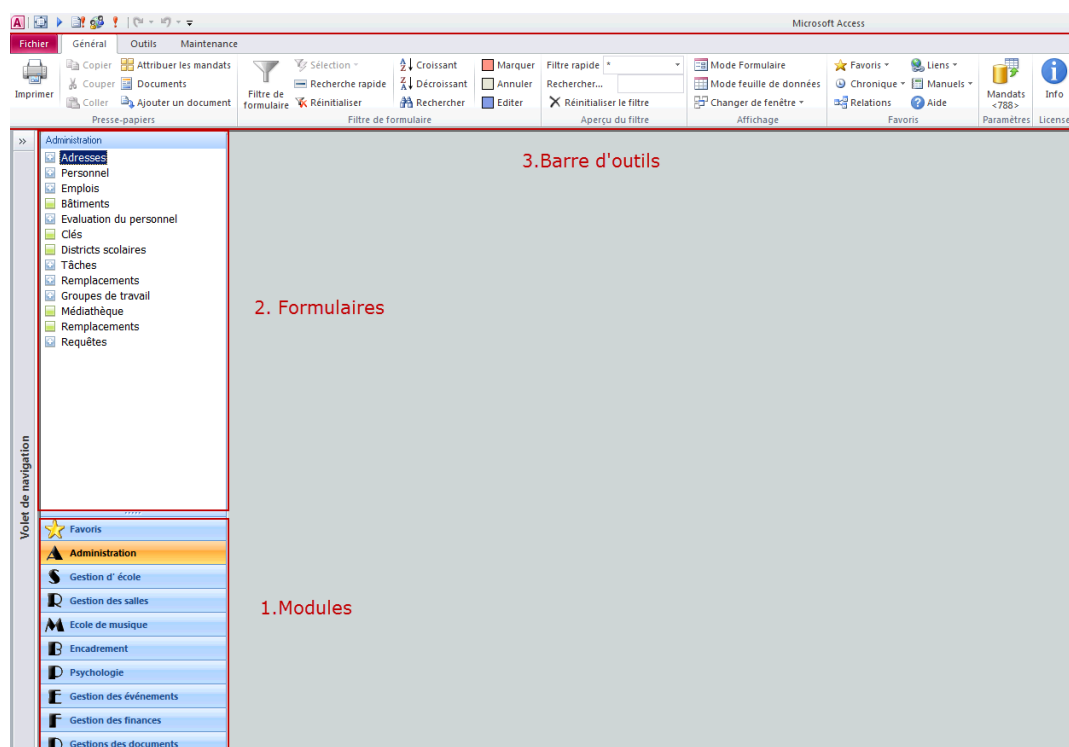 Microsoft Access
Fichier Général Outils Maintenance
Imprimer
Copier Attribuer les mandats
Couper Documents
Coller Ajouter un document
Presse-papiers
Filtre de formulaire
Sélection
Recherche rapide
Réinitialiser
Croissant
Décroissant
Rechercher
Marquer
Annuler
Editer
Filtre de formulaire
Filtre rapide *
Rechercher...
Réinitialiser le filtre
Aperçu du filtre
Mode Formulaire
Mode feuille de données
Changer de fenêtre
Affichage
Favoris Liens
Chronique Manuels
Relations Aide
Favoris
Mandats
<788>
Paramètres
Info
License
»
Volet de navigation
Administration
Adresses
Personnel
Emplois
Bâtiments
Evaluation du personnel
Clés
Districts scolaires
Tâches
Remplacements
Groupes de travail
Médiathèque
Remplacements
Requêtes
3.Barre d'outils
2. Formulaires
1.Modules
Favoris
Administration
Gestion d' école
Gestion des salles
Ecole de musique
Encadrement
Psychologie
Gestion des événements
Gestion des finances
Gestions des documents